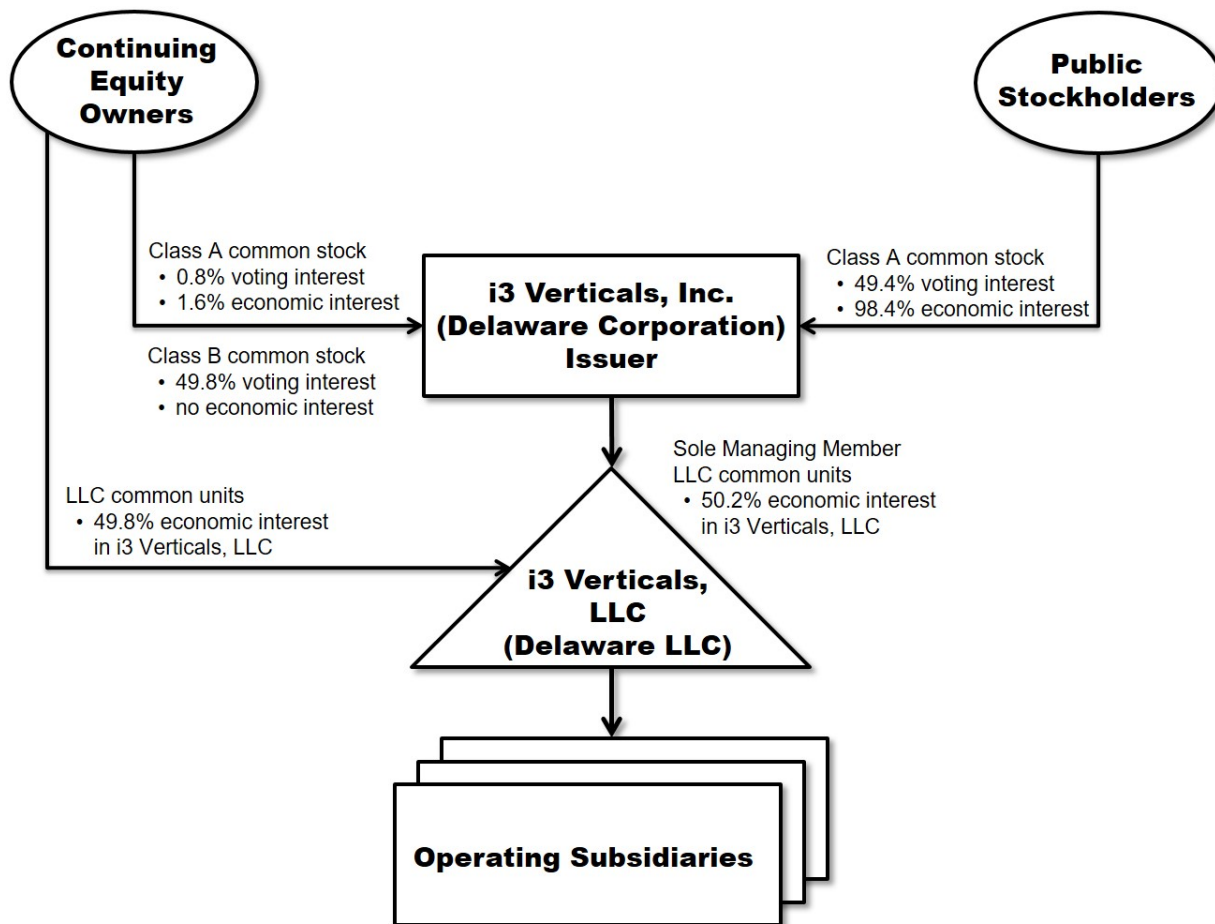 Continuing
Equity
Owners
Public
Stockholders
Class A common stock
• 0.8% voting interest
• 1.6% economic interest
Class B common stock
• 49.8% voting interest
• no economic interest
i3 Verticals, Inc.
(Delaware Corporation)
Issuer
Class A common stock
• 49.4% voting interest
• 98.4% economic interest
Sole Managing Member
LLC common units
• 50.2% economic interest
in i3 Verticals, LLC
LLC common units
• 49.8% economic interest
in i3 Verticals, LLC
i3 Verticals,
LLC
(Delaware LLC)
Operating Subsidiaries